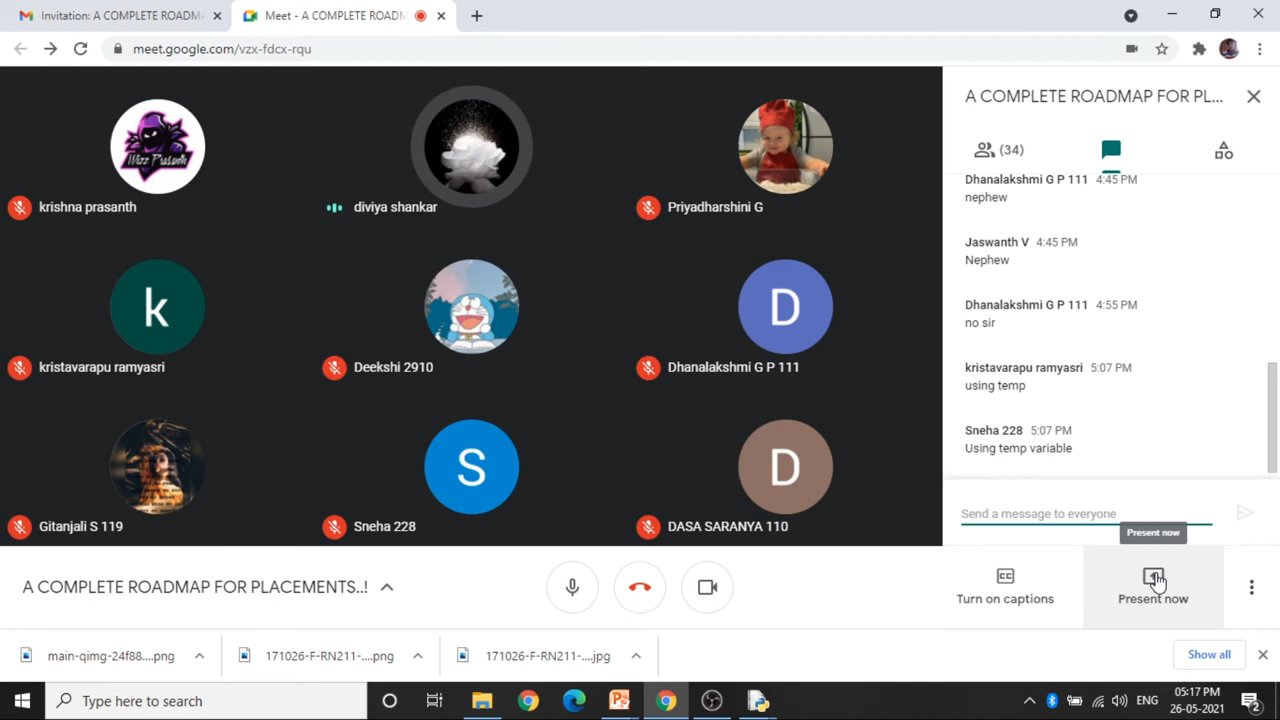 Invitation: A COMPLETE ROADMA
Meet - A COMPLETE ROADM
meet.google.com/vzx-fdcx-rqu
Wizz Prasanth
krishna prasanth
diviya shankar
Priyadharshini G
k
kristavarapu ramyasri
Deekshi 2910
D
Dhanalakshmi G P 111
Gitanjali S 119
S
Sneha 228
D
DASA SARANYA 110
A COMPLETE ROADMAP FOR PL...
(34)
Dhanalakshmi G P 111 4:45 PM
nephew
Jaswanth V 4:45 PM
Nephew
Dhanalakshmi G P 111 4:55 PM
no sir
kristavarapu ramyasri 5:07 PM
using temp
Sneha 228 5:07 PM
Using temp variable
Send a message to everyone
Present now
A COMPLETE ROADMAP FOR PLACEMENTS..!
CC
Turn on captions
Present now
main-qimg-24f88....png
171026-F-RN211-....png
171026-F-RN211-....jpg
Show all
Type here to search
ENG
05:17 PM
26-05-2021
2